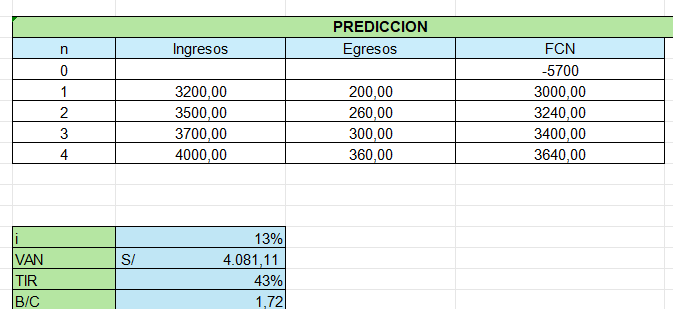 PREDICCION
n Ingresos Egresos FCN
0 -5700
1 3200,00 200,00 3000,00
2 3500,00 260,00 3240,00
3 3700,00 300,00 3400,00
4 4000,00 360,00 3640,00
i 13%
VAN S/ 4.081,11
TIR 43%
B/C 1,72